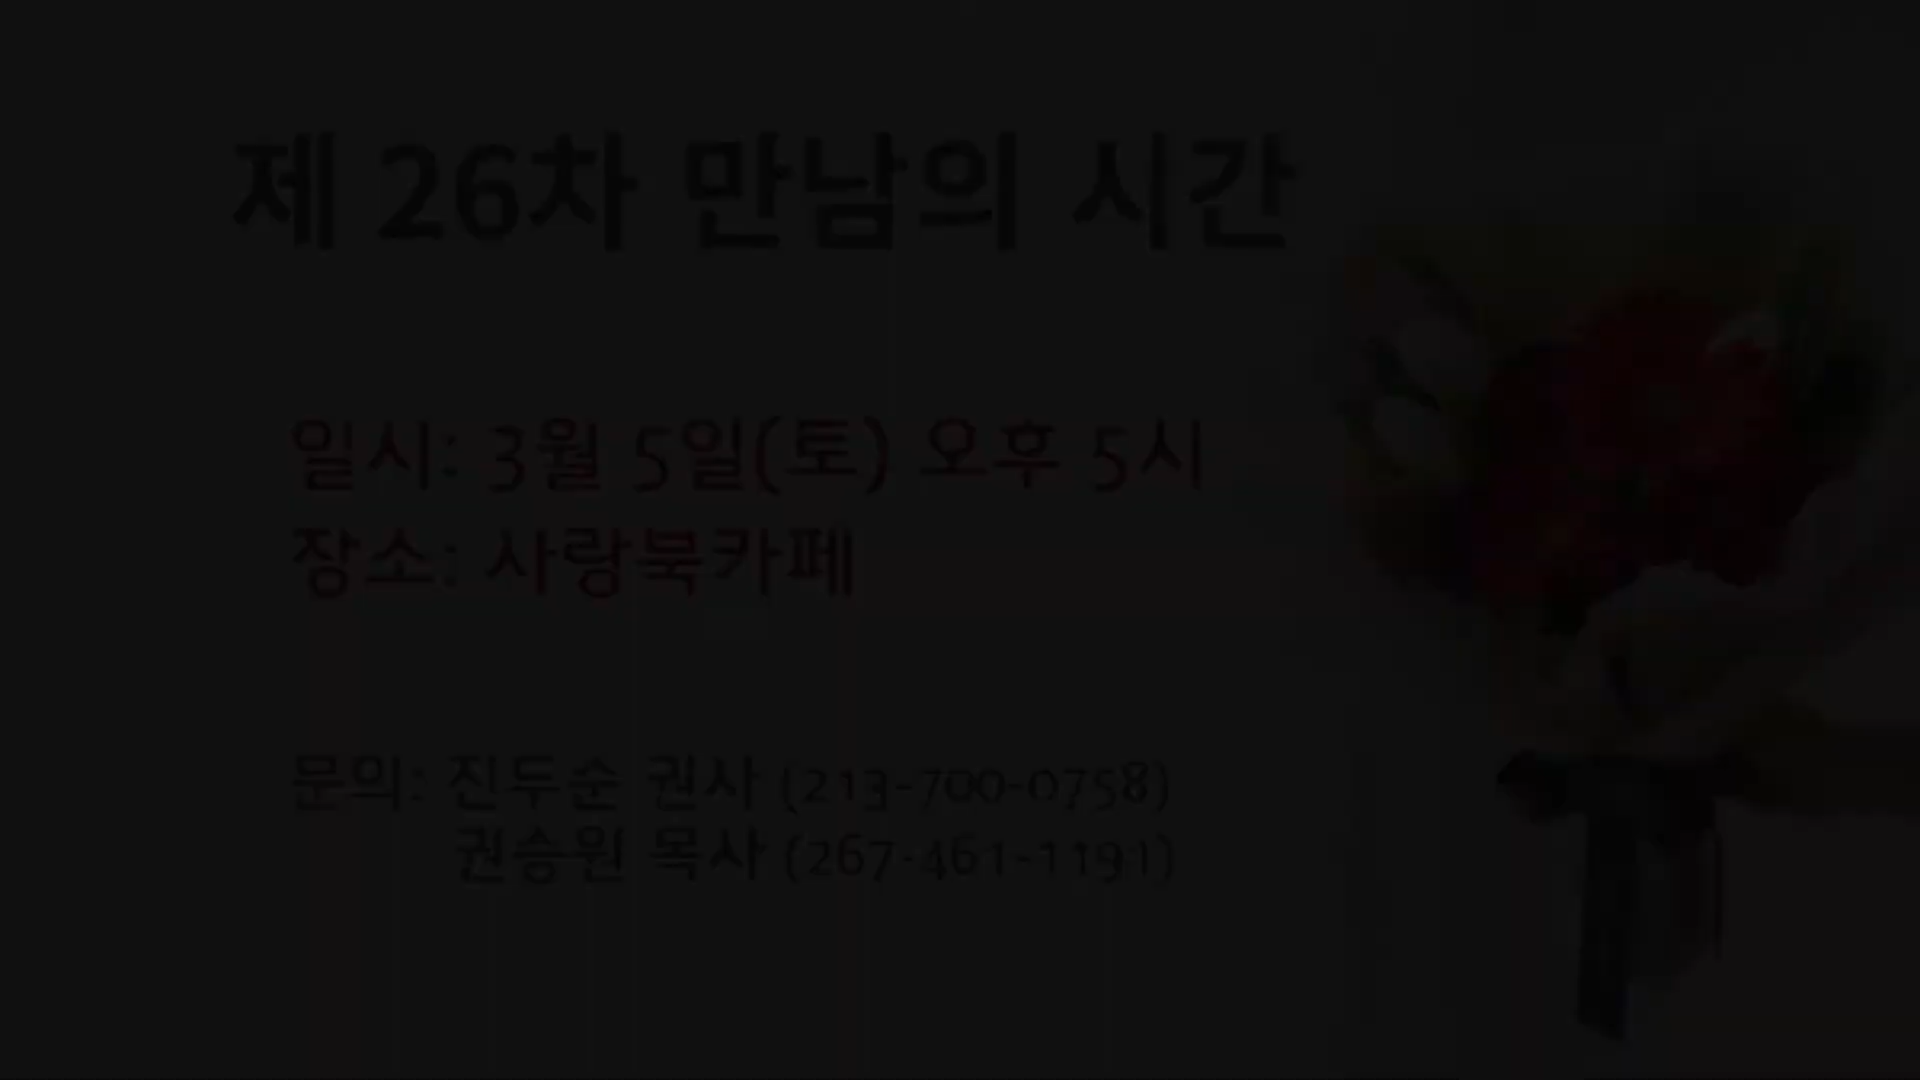 제 26차 만남의 시간
일시: 3월 5일(토) 오후 5시
장소: 사랑북카페
문의: 진두순 권사 (213-700-0758)
권승원 목사 (267-461-1191)